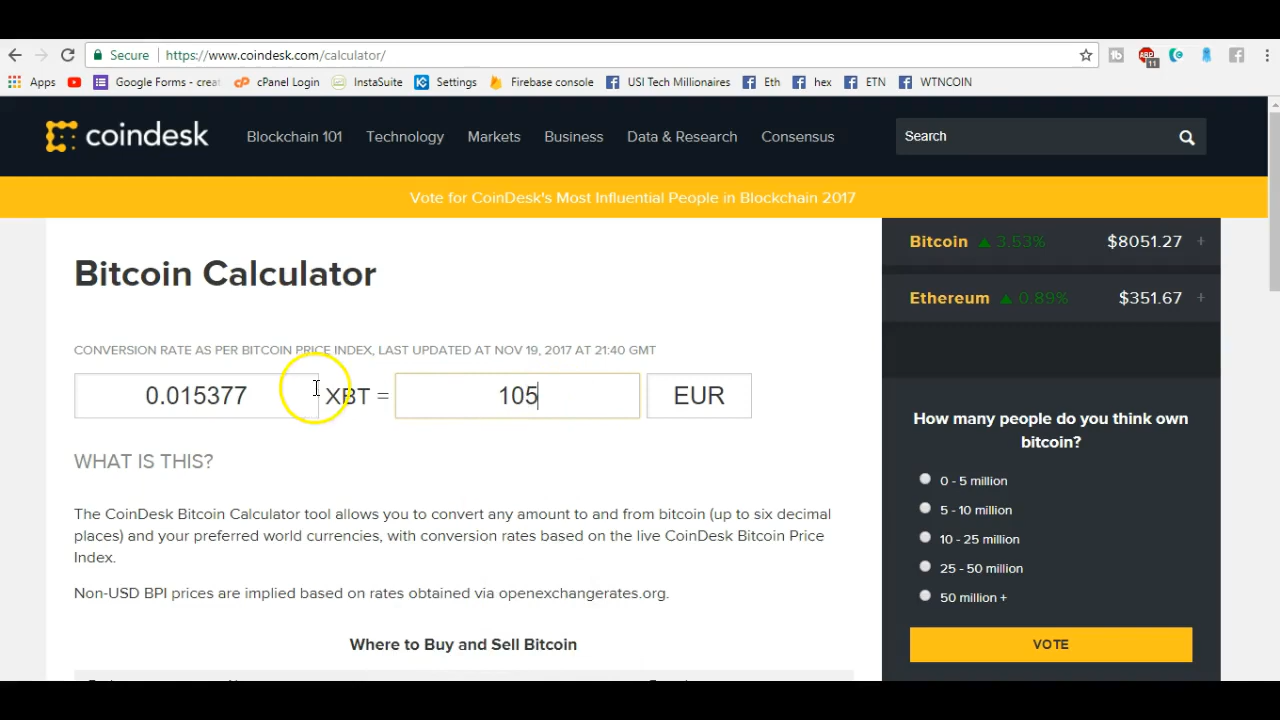 Secure https://www.coindesk.com/calculator/
11
Apps Google Forms - creat cPanel Login InstaSuite Settings Firebase console USI Tech Millionaires Eth hex ETN WTNCOIN
coindesk Blockchain 101 Technology Markets Business Data & Research Consensus Search
Vote for CoinDesk's Most Influential People in Blockchain 2017
Bitcoin ▲ 3.53% $8051.27 +
Ethereum ▲ 0.89% $351.67 +
Bitcoin Calculator
CONVERSION RATE AS PER BITCOIN PRICE INDEX, LAST UPDATED AT NOV 19, 2017 AT 21:40 GMT
0.015377 XBT = 105 EUR
WHAT IS THIS?
The CoinDesk Bitcoin Calculator tool allows you to convert any amount to and from bitcoin (up to six decimal
places) and your preferred world currencies, with conversion rates based on the live CoinDesk Bitcoin Price
Index.
Non-USD BPI prices are implied based on rates obtained via openexchangerates.org.
Where to Buy and Sell Bitcoin
How many people do you think own
bitcoin?
0 - 5 million
5 - 10 million
10 - 25 million
25 - 50 million
50 million +
VOTE